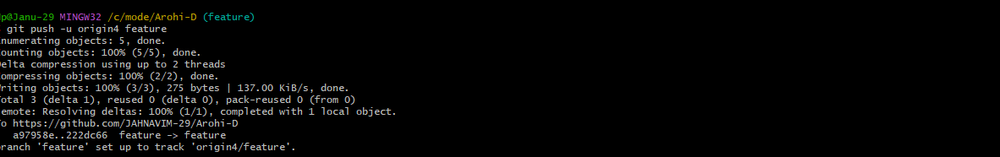 Hp@Janu-29 MINGW32 /c/mode/Arohi-D (feature)
git push -u origin4 feature
numerating objects: 5, done.
ounting objects: 100% (5/5), done.
elta compression using up to 2 threads
ompressing objects: 100% (2/2), done.
riting objects: 100% (3/3), 275 bytes | 137.00 KiB/s, done.
otal 3 (delta 1), reused 0 (delta 0), pack-reused 0 (from 0)
emote: Resolving deltas: 100% (1/1), completed with 1 local object.
o https://github.com/JAHNAVIM-29/Arohi-D
a97958e..222dc66  feature -> feature
ranch 'feature' set up to track 'origin4/feature'.